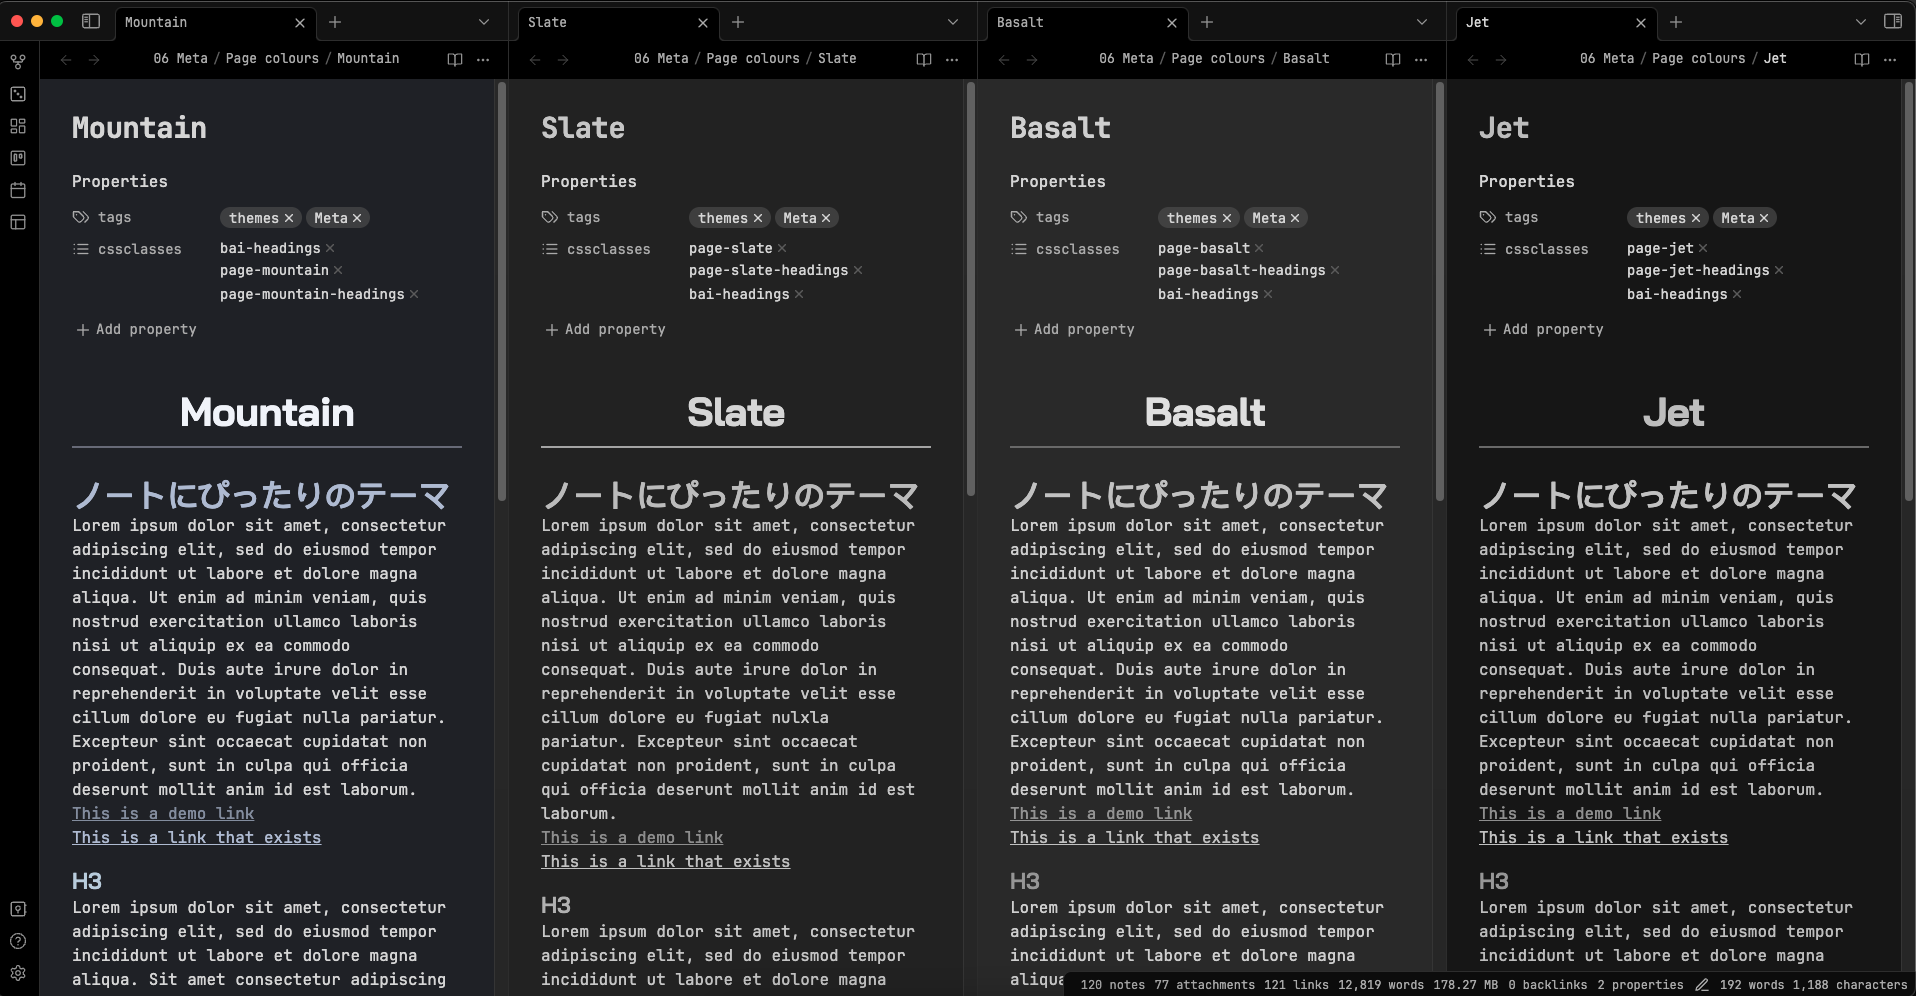 Mountain
Slate
Basalt
Jet
06 Meta / Page colours / Mountain
06 Meta / Page colours / Slate
06 Meta / Page colours / Basalt
06 Meta / Page colours / Jet
Mountain
Properties
tags
themes
Meta
cssclasses
bai-headings
page-mountain
page-mountain-headings
Add property
Mountain
ノートにぴったりのテーマ
Lorem ipsum dolor sit amet, consectetur
adipiscing elit, sed do eiusmod tempor
incididunt ut labore et dolore magna
aliqua. Ut enim ad minim veniam, quis
nostrud exercitation ullamco laboris
nisi ut aliquip ex ea commodo
consequat. Duis aute irure dolor in
reprehenderit in voluptate velit esse
cillum dolore eu fugiat nulla pariatur.
Excepteur sint occaecat cupidatat non
proident, sunt in culpa qui officia
deserunt mollit anim id est laborum.
This is a demo link
This is a link that exists
H3
Lorem ipsum dolor sit amet, consectetur
adipiscing elit, sed do eiusmod tempor
incididunt ut labore et dolore magna
aliqua. Sit amet consectetur adipiscing
Slate
Properties
tags
themes
Meta
cssclasses
page-slate
page-slate-headings
bai-headings
Add property
Slate
ノートにぴったりのテーマ
Lorem ipsum dolor sit amet, consectetur
adipiscing elit, sed do eiusmod tempor
incididunt ut labore et dolore magna
aliqua. Ut enim ad minim veniam, quis
nostrud exercitation ullamco laboris
nisi ut aliquip ex ea commodo
consequat. Duis aute irure dolor in
reprehenderit in voluptate velit esse
cillum dolore eu fugiat nulxla
pariatur. Excepteur sint occaecat
cupidatat non proident, sunt in culpa
qui officia deserunt mollit anim id est
laborum.
This is a demo link
This is a link that exists
H3
Lorem ipsum dolor sit amet, consectetur
adipiscing elit, sed do eiusmod tempor
incididunt ut labore et dolore magna
Basalt
Properties
tags
themes
Meta
cssclasses
page-basalt
page-basalt-headings
bai-headings
Add property
Basalt
ノートにぴったりのテーマ
Lorem ipsum dolor sit amet, consectetur
adipiscing elit, sed do eiusmod tempor
incididunt ut labore et dolore magna
aliqua. Ut enim ad minim veniam, quis
nostrud exercitation ullamco laboris
nisi ut aliquip ex ea commodo
consequat. Duis aute irure dolor in
reprehenderit in voluptate velit esse
cillum dolore eu fugiat nulla pariatur.
Excepteur sint occaecat cupidatat non
proident, sunt in culpa qui officia
deserunt mollit anim id est laborum.
This is a demo link
This is a link that exists
H3
Lorem ipsum dolor sit amet, consectetur
adipiscing elit, sed do eiusmod tempor
incididunt ut labore et dolore magna
aliqua
Jet
Properties
tags
themes
Meta
cssclasses
page-jet
page-jet-headings
bai-headings
Add property
Jet
ノートにぴったりのテーマ
Lorem ipsum dolor sit amet, consectetur
adipiscing elit, sed do eiusmod tempor
incididunt ut labore et dolore magna
aliqua. Ut enim ad minim veniam, quis
nostrud exercitation ullamco laboris
nisi ut aliquip ex ea commodo
consequat. Duis aute irure dolor in
reprehenderit in voluptate velit esse
cillum dolore eu fugiat nulla pariatur.
Excepteur sint occaecat cupidatat non
proident, sunt in culpa qui officia
deserunt mollit anim id est laborum.
This is a demo link
This is a link that exists
H3
Lorem ipsum dolor sit amet, consectetur
adipiscing elit, sed do eiusmod tempor
incididunt ut labore et dolore magna
120 notes 77 attachments 121 links 12,819 words 178.27 MB 0 backlinks 2 properties 192 words 1,188 characters